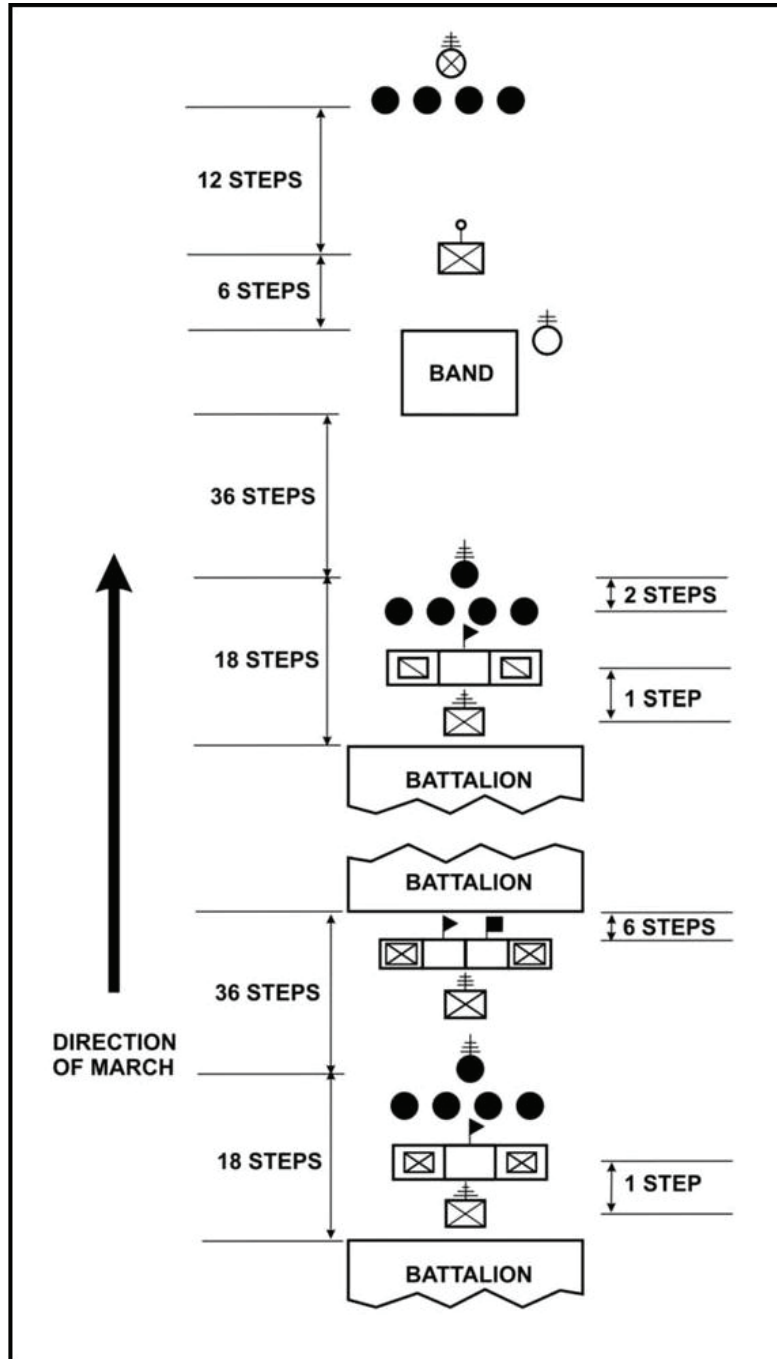 12 STEPS
6 STEPS
BAND
36 STEPS
2 STEPS
18 STEPS
1 STEP
BATTALION
BATTALION
6 STEPS
36 STEPS
DIRECTION
OF MARCH
18 STEPS
1 STEP
BATTALION